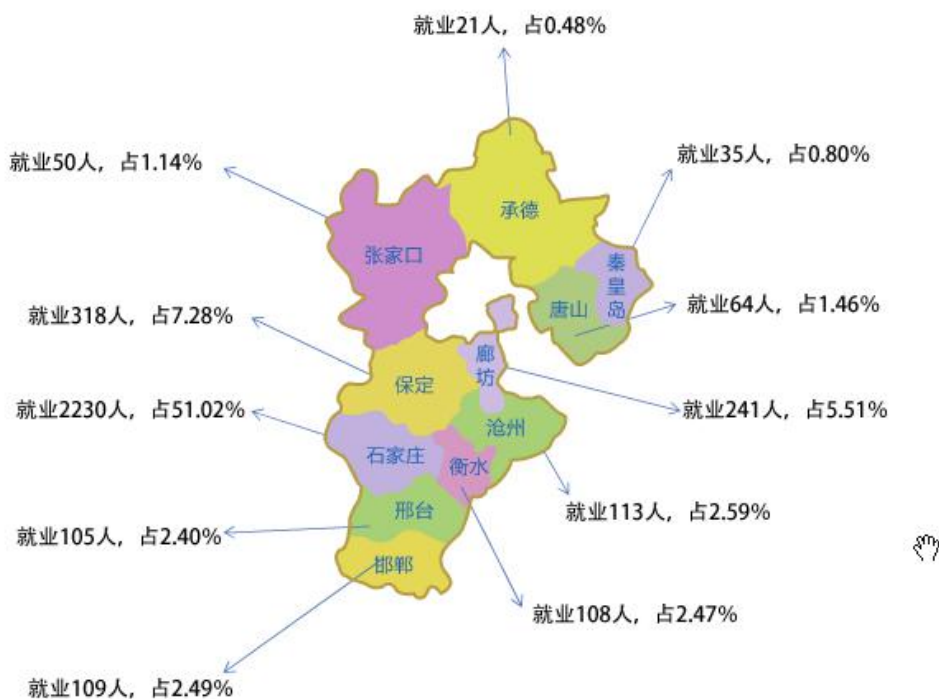 就业21人，占0.48%
就业50人，占1.14%
就业35人，占0.80%
承德
张家口
秦皇岛
唐山
就业64人，占1.46%
就业318人，占7.28%
廊坊
保定
就业2230人，占51.02%
就业241人，占5.51%
沧州
石家庄
衡水
邢台
就业113人，占2.59%
就业105人，占2.40%
邯郸
就业108人，占2.47%
就业109人，占2.49%